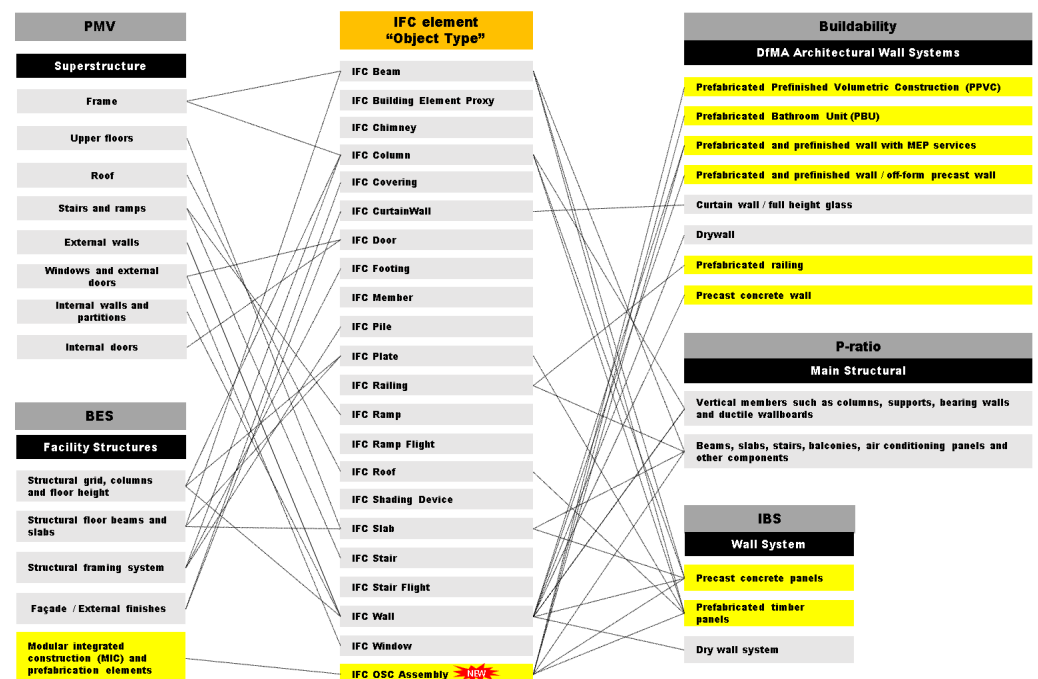 PMV
Superstructure
Frame
Upper floors
Roof
Stairs and ramps
External walls
Windows and external
doors
Internal walls and
partitions
Internal doors
BES
Facility Structures
Structural grid, columns
and floor height
Structural floor beams and
slabs
Structural framing system
Façade / External finishes
Modular integrated
construction (MIC) and
prefabrication elements
IFC element
“Object Type”
IFC Beam
IFC Building Element Proxy
IFC Chimney
IFC Column
IFC Covering
IFC CurtainWall
IFC Door
IFC Footing
IFC Member
IFC Pile
IFC Plate
IFC Railing
IFC Ramp
IFC Ramp Flight
IFC Roof
IFC Shading Device
IFC Slab
IFC Stair
IFC Stair Flight
IFC Wall
IFC Window
IFC OSC Assembly NEW
Buildability
DfMA Architectural Wall Systems
Prefabricated Prefinished Volumetric Construction (PPVC)
Prefabricated Bathroom Unit (PBU)
Prefabricated and prefinished wall with MEP services
Prefabricated and prefinished wall / off-form precast wall
Curtain wall / full height glass
Drywall
Prefabricated railing
Precast concrete wall
P-ratio
Main Structural
Vertical members such as columns, supports, bearing walls
and ductile wallboards
Beams, slabs, stairs, balconies, air conditioning panels and
other components
IBS
Wall System
Precast concrete panels
Prefabricated timber
panels
Dry wall system